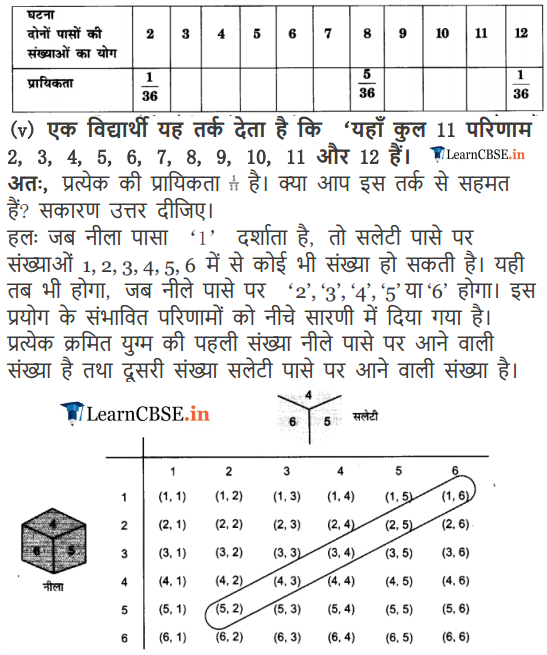 घटना
दोनों पासों की
संख्याओं का योग 2 3 4 5 6 7 8 9 10 11 12
प्रायिकता 1/36 5/36 1/36
(v) एक विद्यार्थी यह तर्क देता है कि ‘यहाँ कुल 11 परिणाम
2, 3, 4, 5, 6, 7, 8, 9, 10, 11 और 12 हैं। LearnCBSE.in
अतः, प्रत्येक की प्रायिकता 1/11 है। क्या आप इस तर्क से सहमत
हैं? सकारण उत्तर दीजिए।
हलः जब नीला पासा ‘1’ दर्शाता है, तो सलेटी पासे पर
संख्याओं 1, 2, 3, 4, 5, 6 में से कोई भी संख्या हो सकती है। यही
तब भी होगा, जब नीले पासे पर ‘2’, ‘3’, ‘4’, ‘5’ या ‘6’ होगा। इस
प्रयोग के संभावित परिणामों को नीचे सारणी में दिया गया है।
प्रत्येक क्रमित युग्म की पहली संख्या नीले पासे पर आने वाली
संख्या है तथा दूसरी संख्या सलेटी पासे पर आने वाली संख्या है।
LearnCBSE.in
4
6 5 सलेटी
1 2 3 4 5 6
1 (1, 1) (1, 2) (1, 3) (1, 4) (1, 5) (1, 6)
2 (2, 1) (2, 2) (2, 3) (2, 4) (2, 5) (2, 6)
3 (3, 1) (3, 2) (3, 3) (3, 4) (3, 5) (3, 6)
4 (4, 1) (4, 2) (4, 3) (4, 4) (4, 5) (4, 6)
5 (5, 1) (5, 2) (5, 3) (5, 4) (5, 5) (5, 6)
6 (6, 1) (6, 2) (6, 3) (6, 4) (6, 5) (6, 6)
4
6 5
नीला